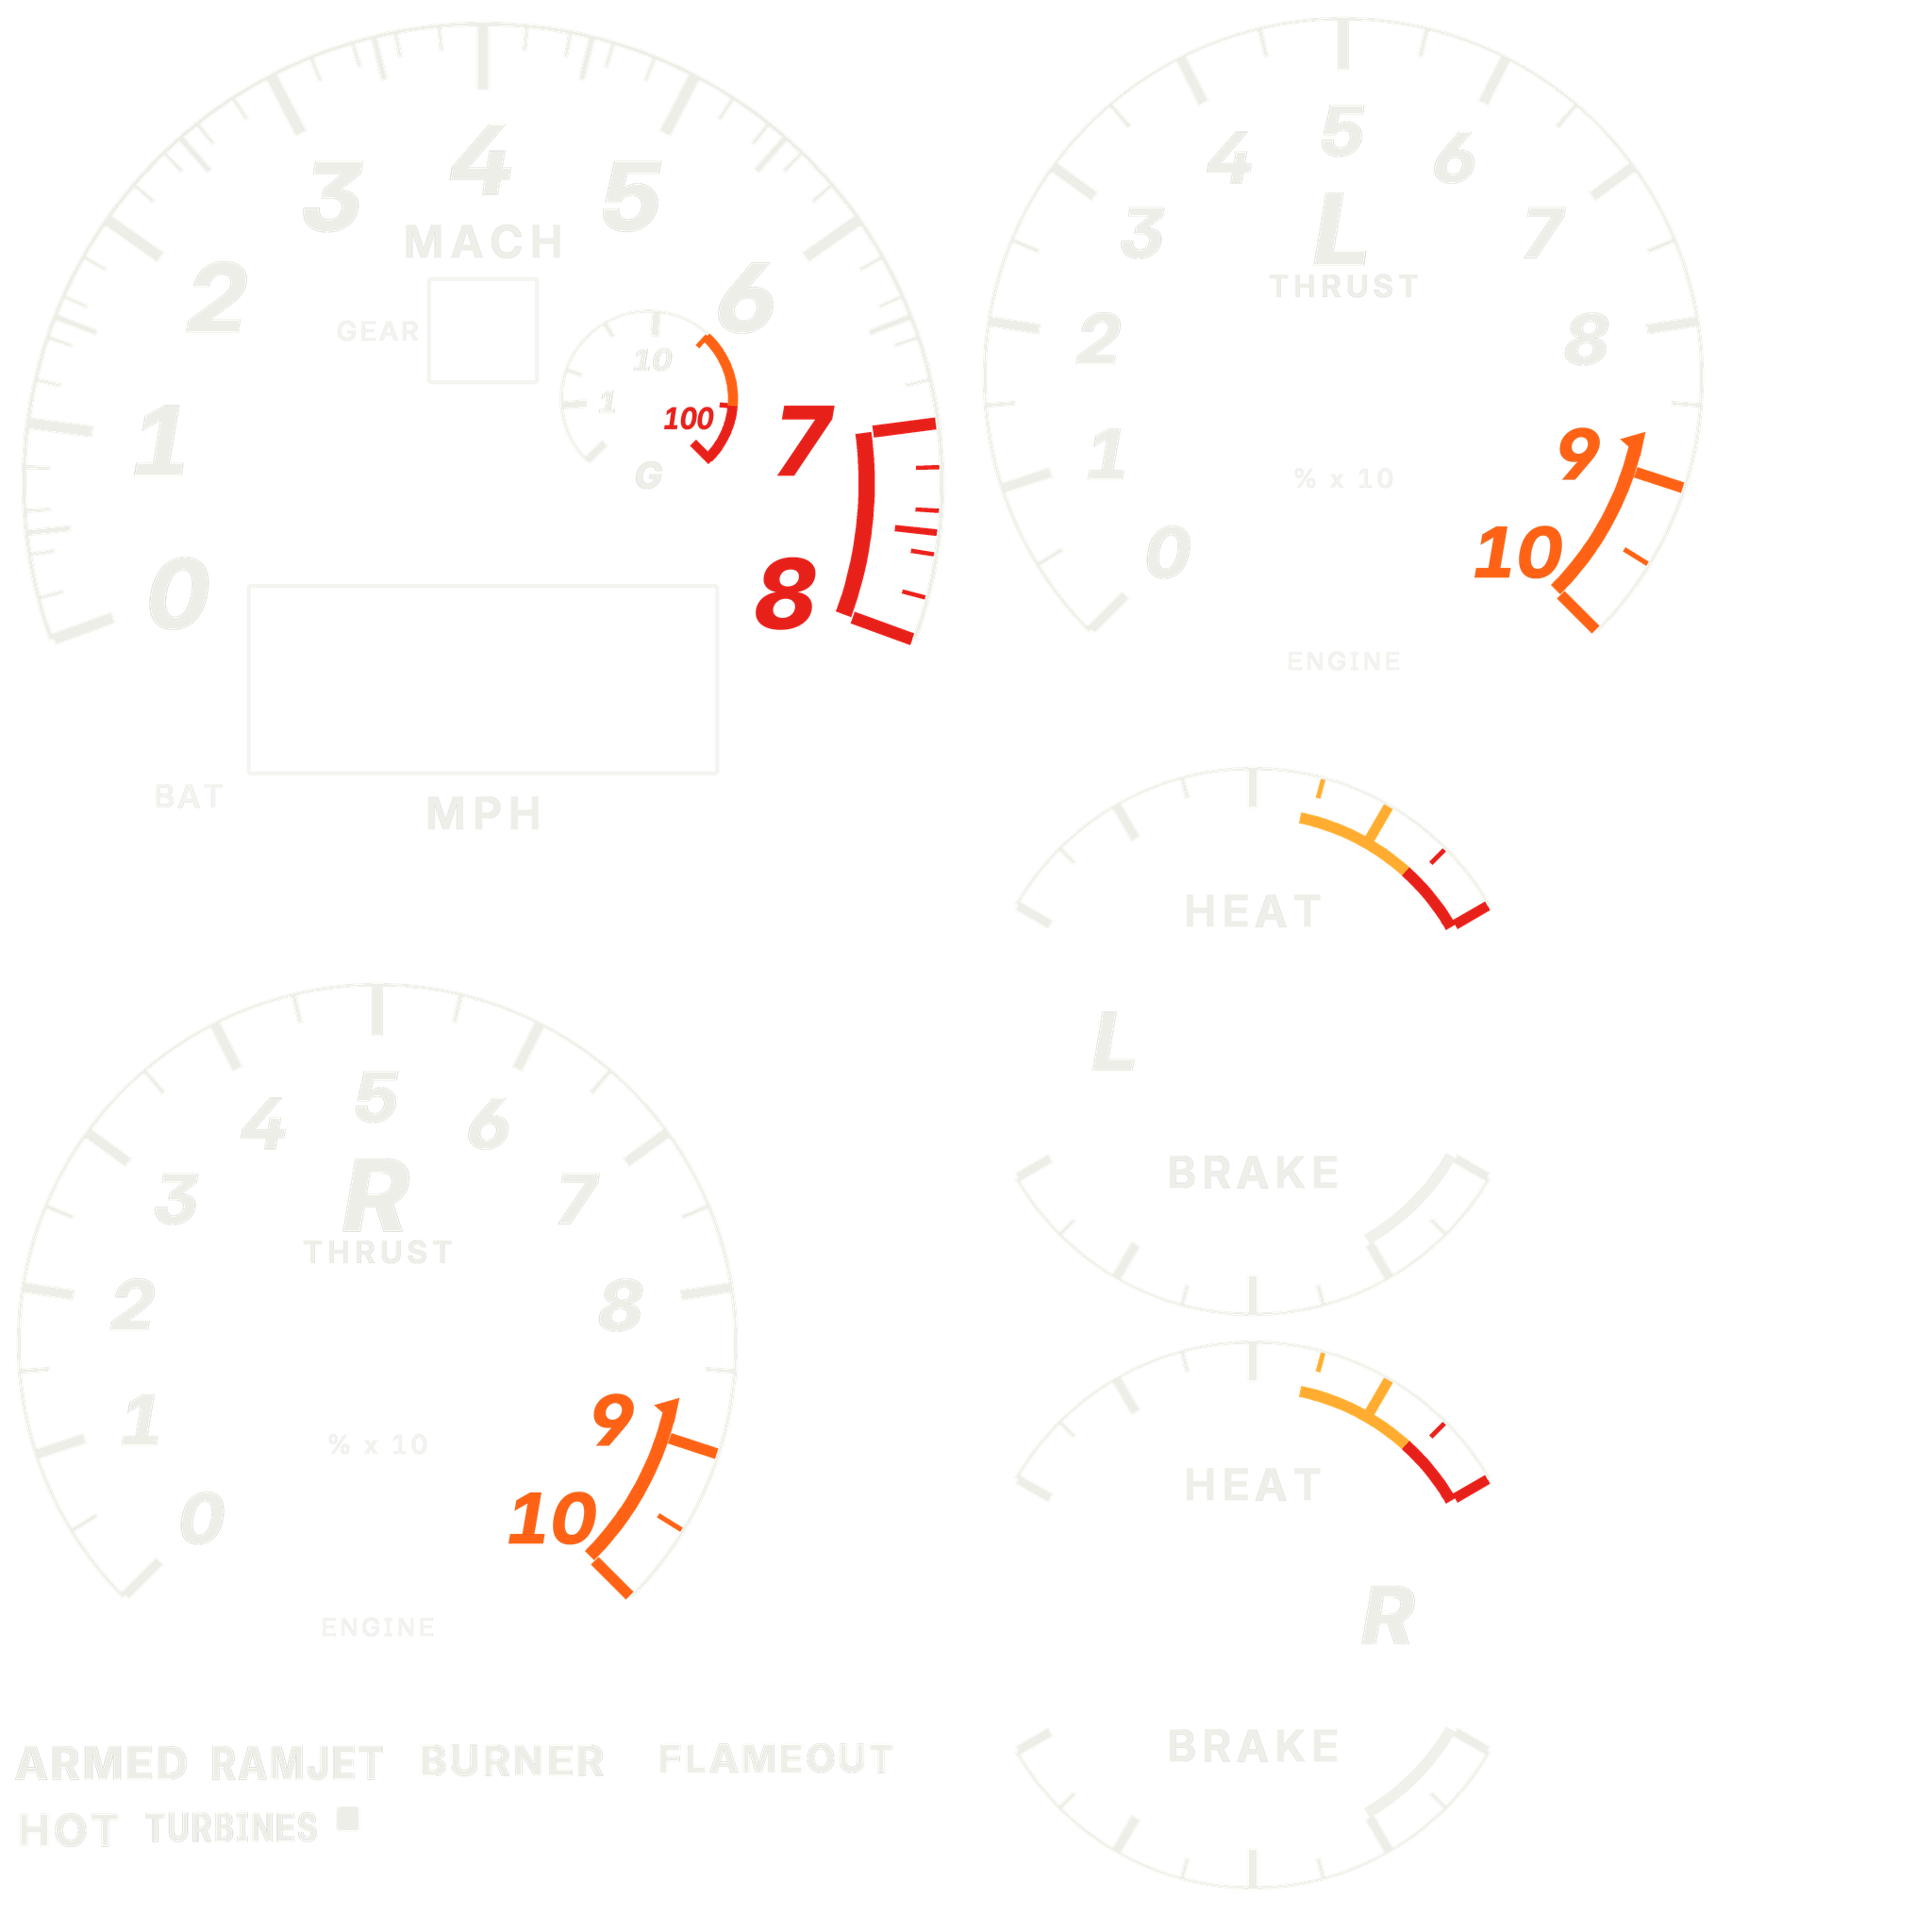 4
3 5
MACH
2 6
GEAR
10
1 100
G
1 7
0 8
BAT
MPH
5
4 6
L
3 7
THRUST
2 8
1 9
% x 10
0 10
ENGINE
HEAT
L
BRAKE
5
4 6
R
3 7
THRUST
2 8
1 9
% x 10
0 10
ENGINE
HEAT
R
BRAKE
ARMED RAMJET BURNER FLAMEOUT
HOT TURBINES